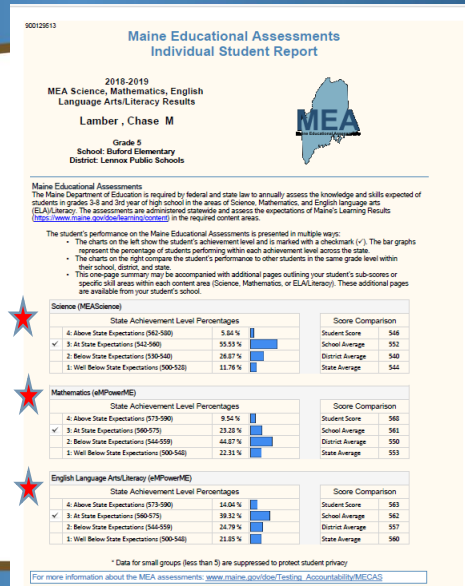 900129513
Maine Educational Assessments
Individual Student Report
2018-2019
MEA Science, Mathematics, English
Language Arts/Literacy Results
Lamber , Chase M
Grade 5
School: Buford Elementary
District: Lennox Public Schools
MEA
Maine Educational Assessments
Maine Educational Assessments
The Maine Department of Education is required by federal and state law to annually assess the knowledge and skills expected of
students in grades 3-8 and 3rd year of high school in the areas of Science, Mathematics, and English language arts
(ELA)/Literacy. The assessments are administered statewide and assess the expectations of Maine's Learning Results
(https://www.maine.gov/doe/learning/content) in the required content areas.
The student's performance on the Maine Educational Assessments is presented in multiple ways:
• The charts on the left show the student's achievement level and is marked with a checkmark (✓). The bar graphs
represent the percentage of students performing within each achievement level across the state.
• The charts on the right compare the student's performance to other students in the same grade level within
their school, district, and state.
• This one-page summary may be accompanied with additional pages outlining your student's sub-scores or
specific skill areas within each content area (Science, Mathematics, or ELA/Literacy). These additional pages
are available from your student's school.
Science (MEAScience)
State Achievement Level Percentages Score Comparison
4: Above State Expectations (562-580) 5.84 % Student Score 546
✓ 3: At State Expectations (542-560) 55.53 % School Average 552
2: Below State Expectations (530-540) 26.87 % District Average 540
1: Well Below State Expectations (500-528) 11.76 % State Average 544
Mathematics (eMPowerME)
State Achievement Level Percentages Score Comparison
4: Above State Expectations (573-590) 9.54 % Student Score 568
✓ 3: At State Expectations (560-575) 23.28 % School Average 561
2: Below State Expectations (544-559) 44.87 % District Average 550
1: Well Below State Expectations (500-548) 22.31 % State Average 553
English Language Arts/Literacy (eMPowerME)
State Achievement Level Percentages Score Comparison
4: Above State Expectations (573-590) 14.04 % Student Score 563
✓ 3: At State Expectations (560-575) 39.32 % School Average 562
2: Below State Expectations (544-559) 24.79 % District Average 557
1: Well Below State Expectations (500-548) 21.85 % State Average 560
* Data for small groups (less than 5) are suppressed to protect student privacy
For more information about the MEA assessments: www.maine.gov/doe/Testing_Accountability/MECAS